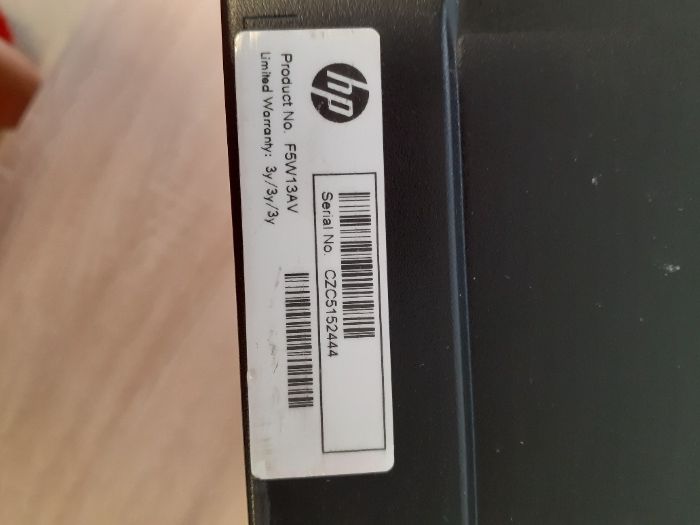 hp
Serial No. CZC5152444
Product No. F5W13AV
Limited Warranty: 3y/3y/3y